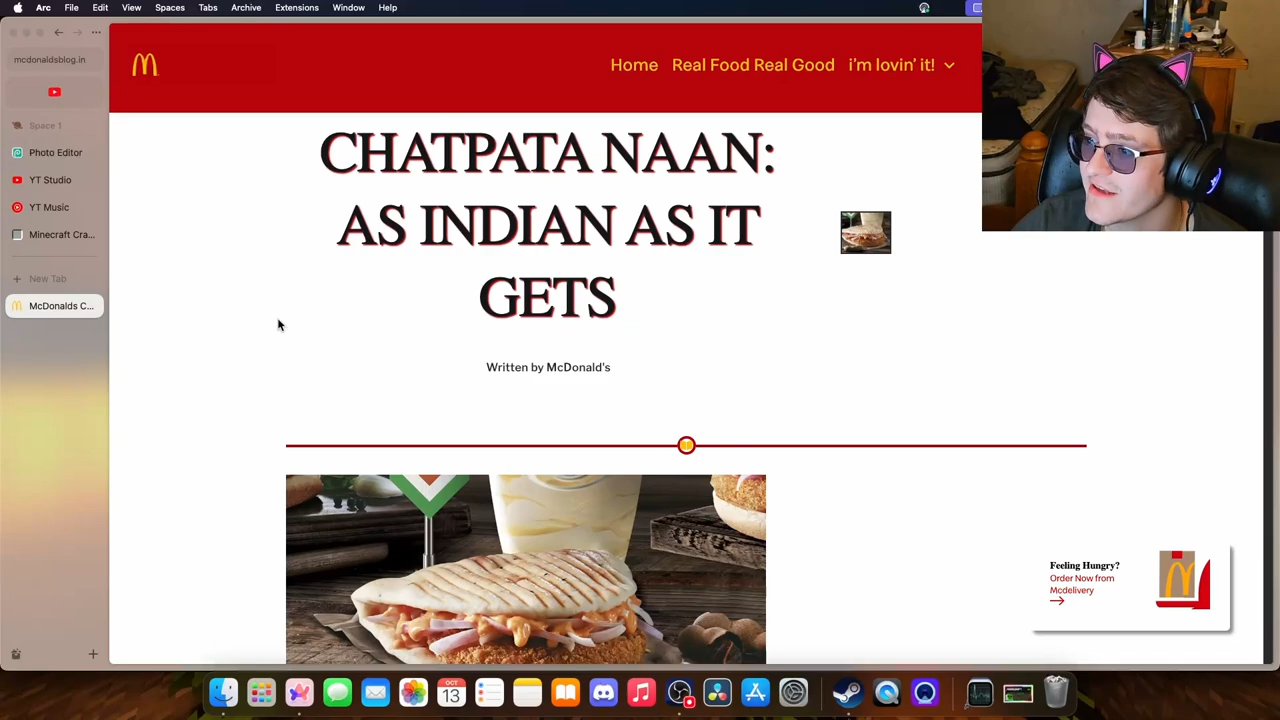 Arc File Edit View Spaces Tabs Archive Extensions Window Help
mcdonaldsblog.in
Space 1
Photo Editor
YT Studio
YT Music
Minecraft Cra...
New Tab
McDonalds C...
Home Real Food Real Good i'm lovin' it!
CHATPATA NAAN:
AS INDIAN AS IT
GETS
Written by McDonald's
Feeling Hungry?
Order Now from
Mcdelivery
OCT
13